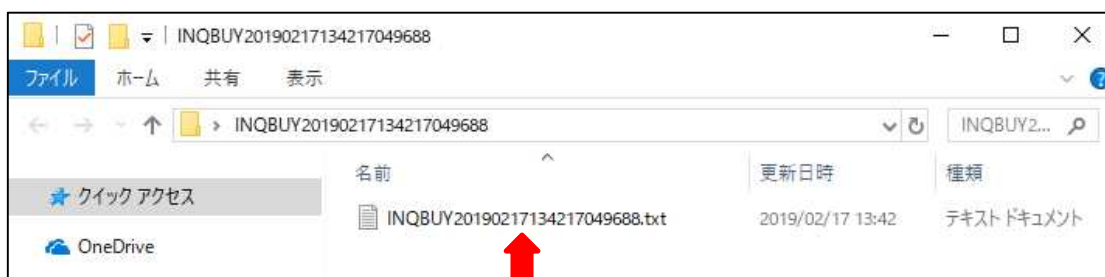 INQBUY20190217134217049688
ファイル ホーム 共有 表示
INQBUY20190217134217049688 INQBUY2...
名前 更新日時 種類
クイック アクセス
INQBUY20190217134217049688.txt 2019/02/17 13:42 テキスト ドキュメント
OneDrive